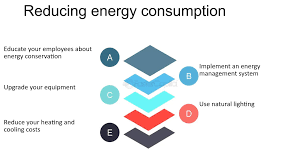 Reducing energy consumption
Educate your employees about
energy conservation
A
Implement an energy
management system
B
Upgrade your equipment
C
Use natural lighting
D
Reduce your heating and
cooling costs
E